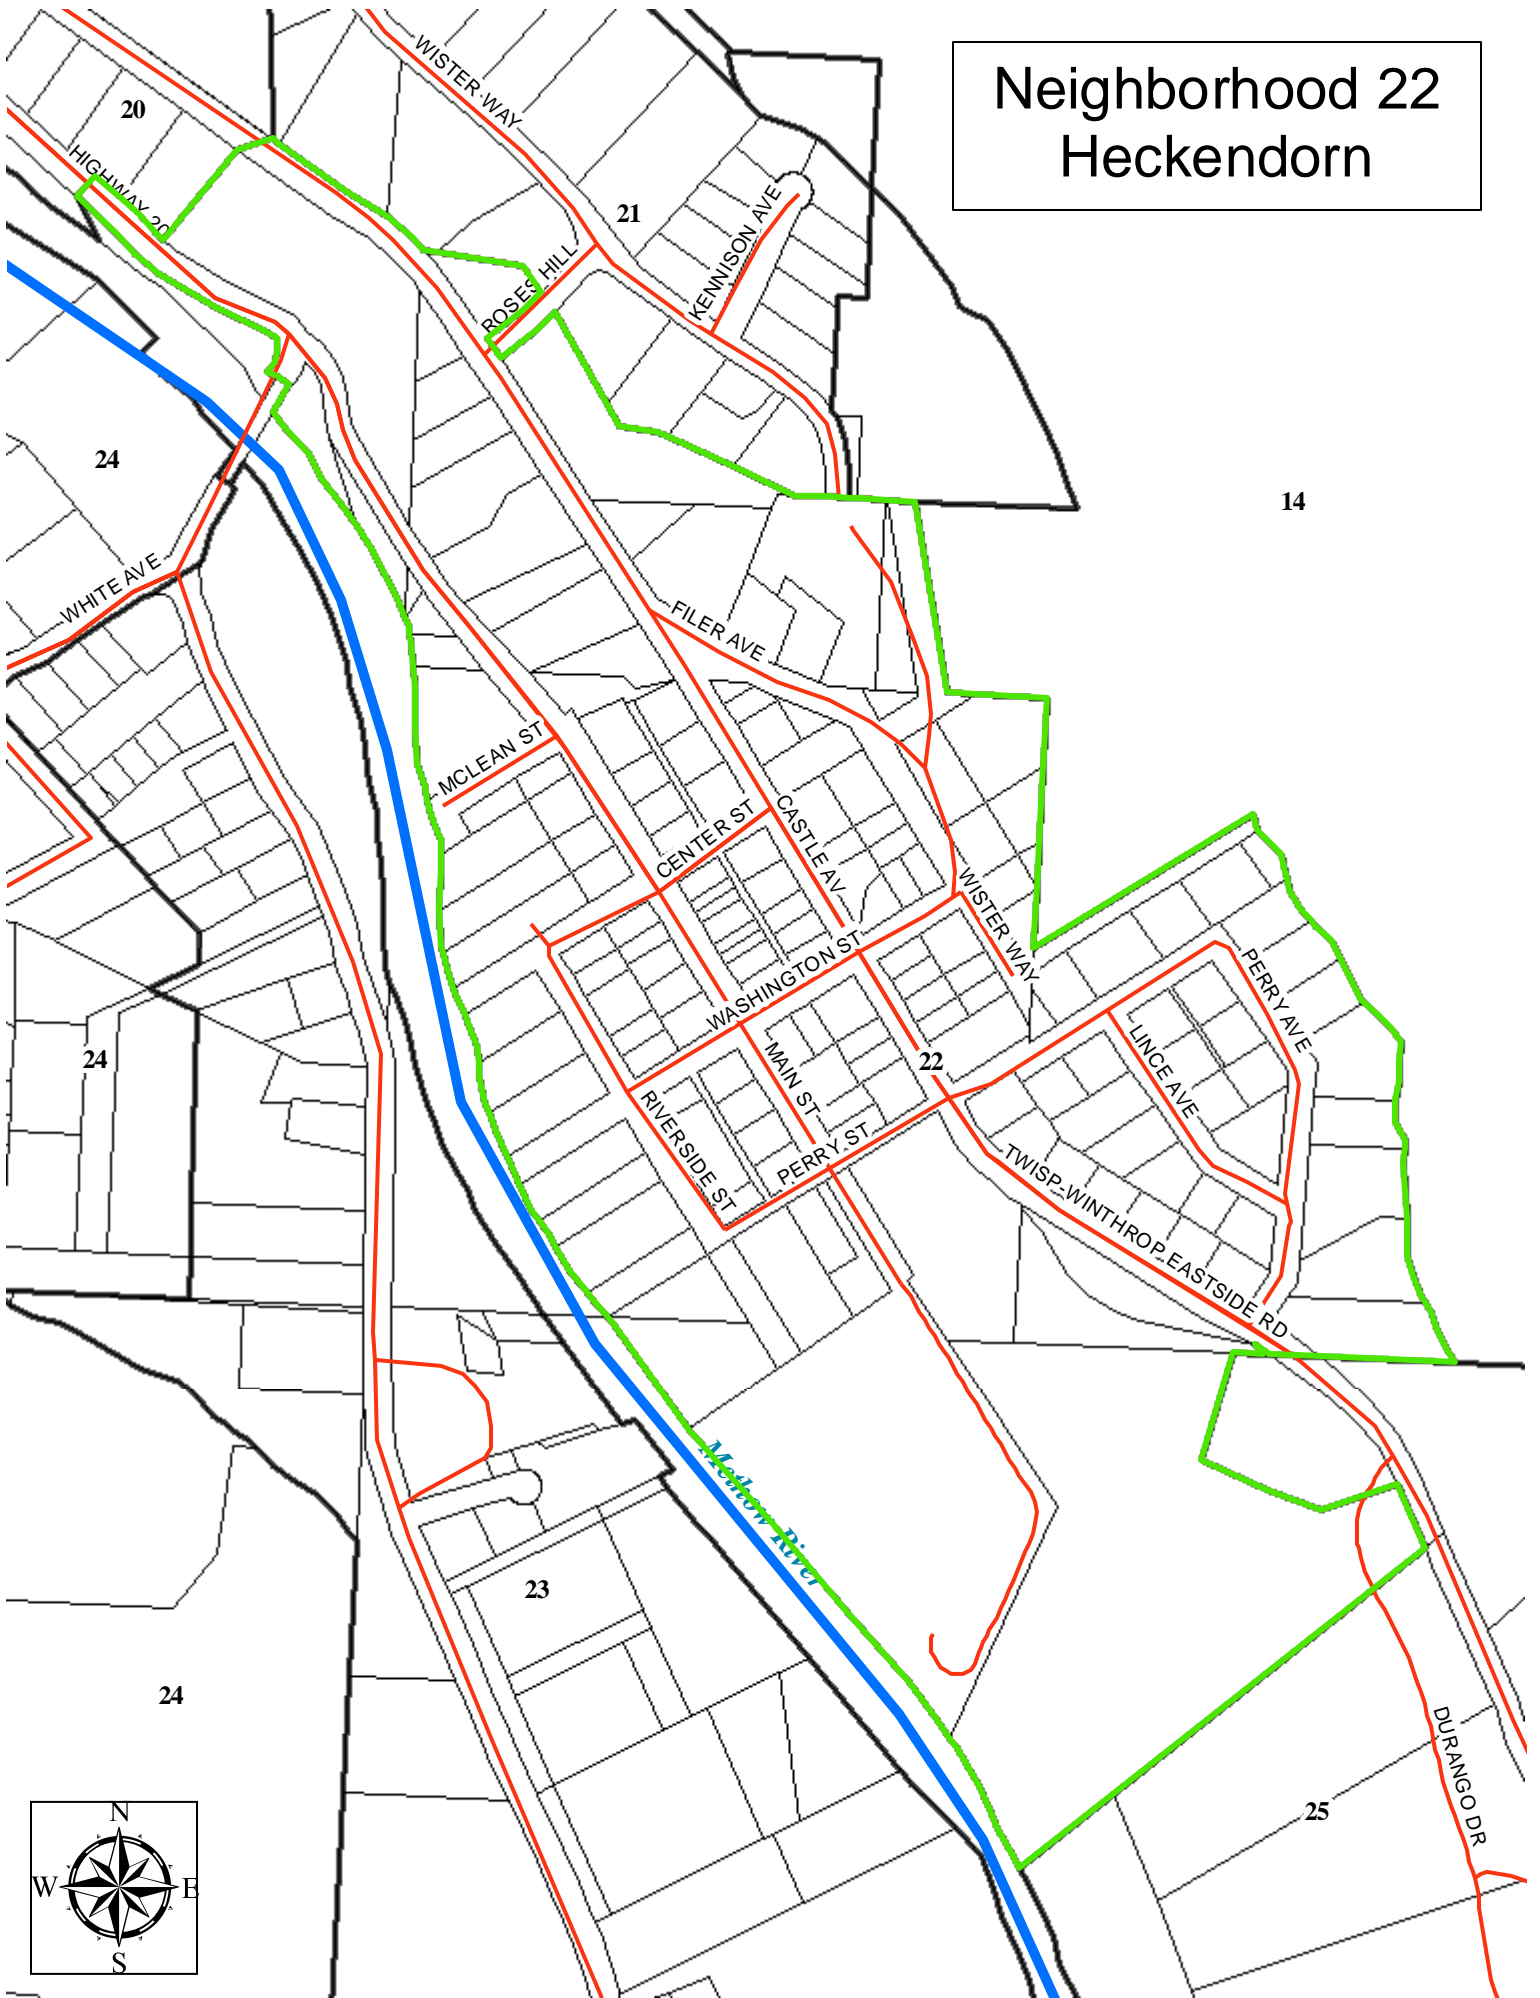 Neighborhood 22
Heckendorn
WISTER WAY
20
HIGHWAY 20
21
KENNISON AVE
ROSES HILL
24
14
WHITE AVE
FILER AVE
MCLEAN ST
CENTER ST
CASTLE AV
WISTER WAY
WASHINGTON ST
PERRY AVE
LINCE AVE
24
22
MAIN ST
RIVERSIDE ST
PERRY ST
TWISP-WINTHROP EASTSIDE RD
Methow River
23
24
DURANGO DR
25
N
W E
S